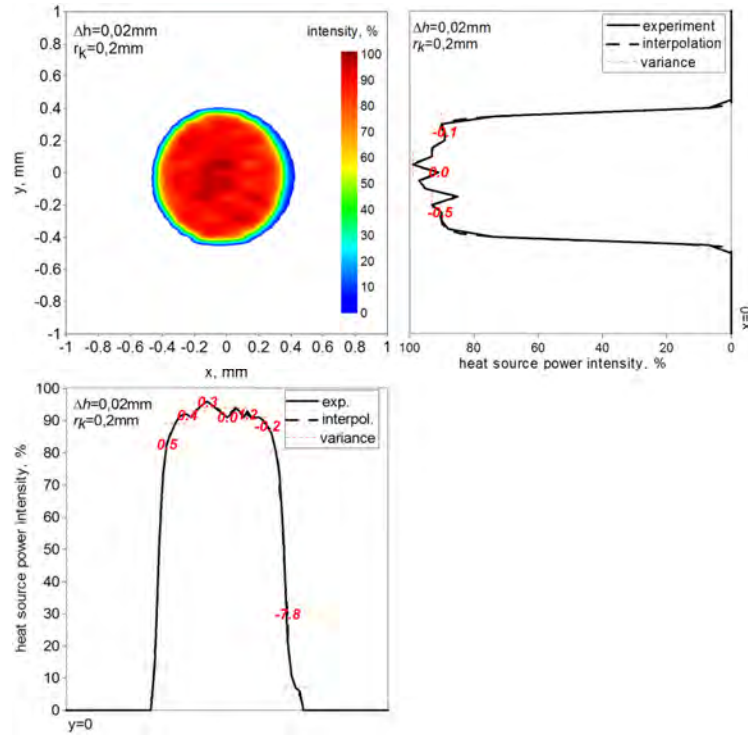 Δh=0,02mm
rk=0,2mm
intensity, %
100
90
80
70
60
50
40
30
20
10
0
1
0.8
0.6
0.4
0.2
0
-0.2
-0.4
-0.6
-0.8
-1
y, mm
-1 -0.8 -0.6 -0.4 -0.2 0 0.2 0.4 0.6 0.8 1
x, mm
Δh=0,02mm
rk=0,2mm
experiment
interpolation
variance
-0.1
0.0
-0.5
x=0
100 80 60 40 20 0
heat source power intensity, %
Δh=0,02mm
rk=0,2mm
exp.
interpol.
variance
100
90
80
70
60
50
40
30
20
10
0
heat source power intensity, %
0.5
0.3
0.0
-0.2
-7.8
y=0